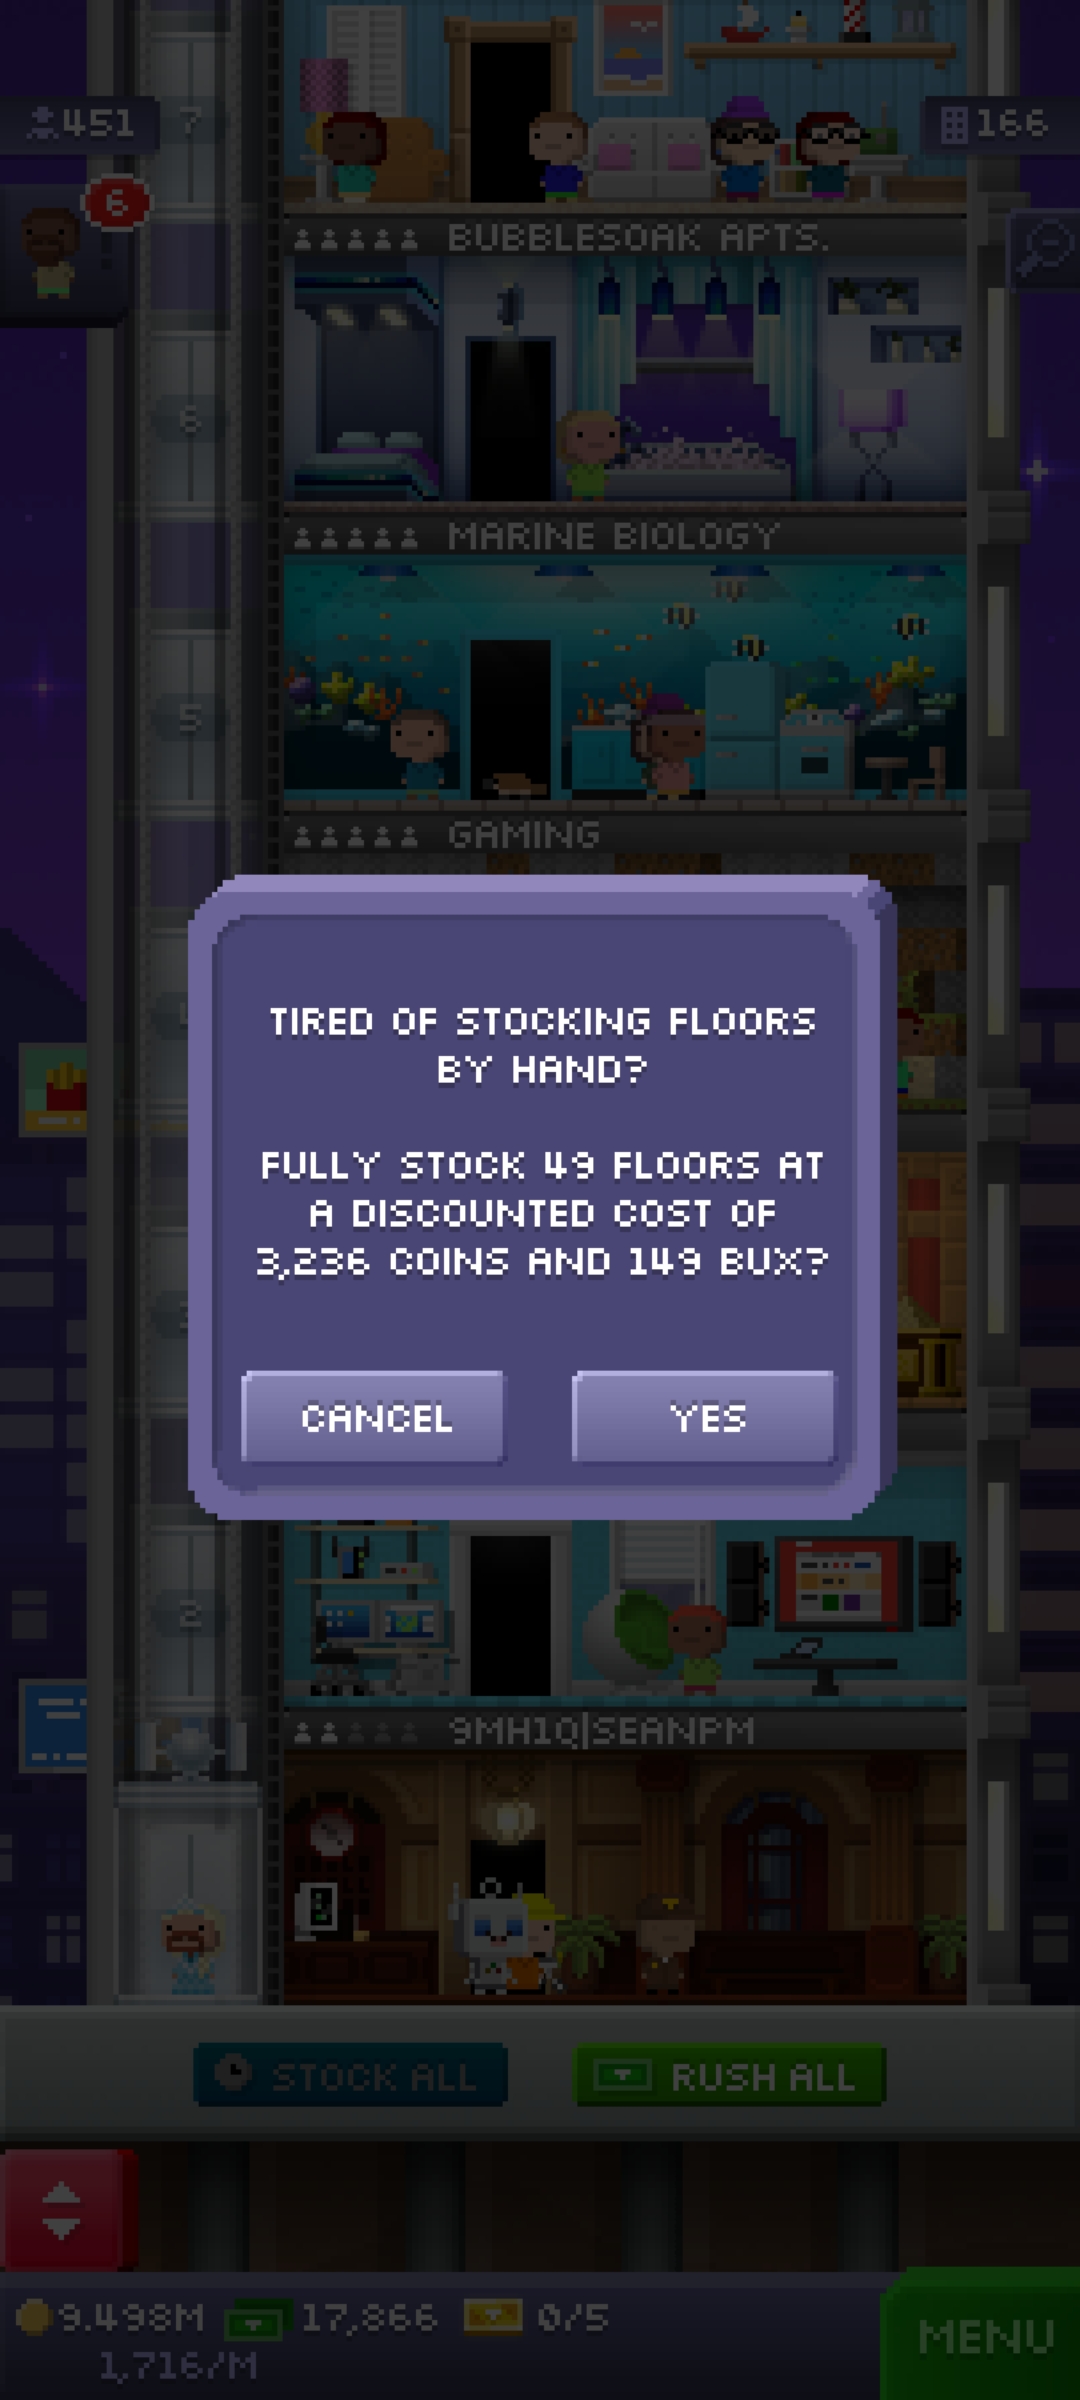 451
7
166
6
BUBBLESOAK APTS.
6
MARINE BIOLOGY
5
GAMING
TIRED OF STOCKING FLOORS
BY HAND?
FULLY STOCK 49 FLOORS AT
A DISCOUNTED COST OF
3,236 COINS AND 149 BUX?
CANCEL
YES
2
9MH1Q|SEANPM
STOCK ALL
RUSH ALL
9.498M
17,866
0/5
1,716/M
MENU